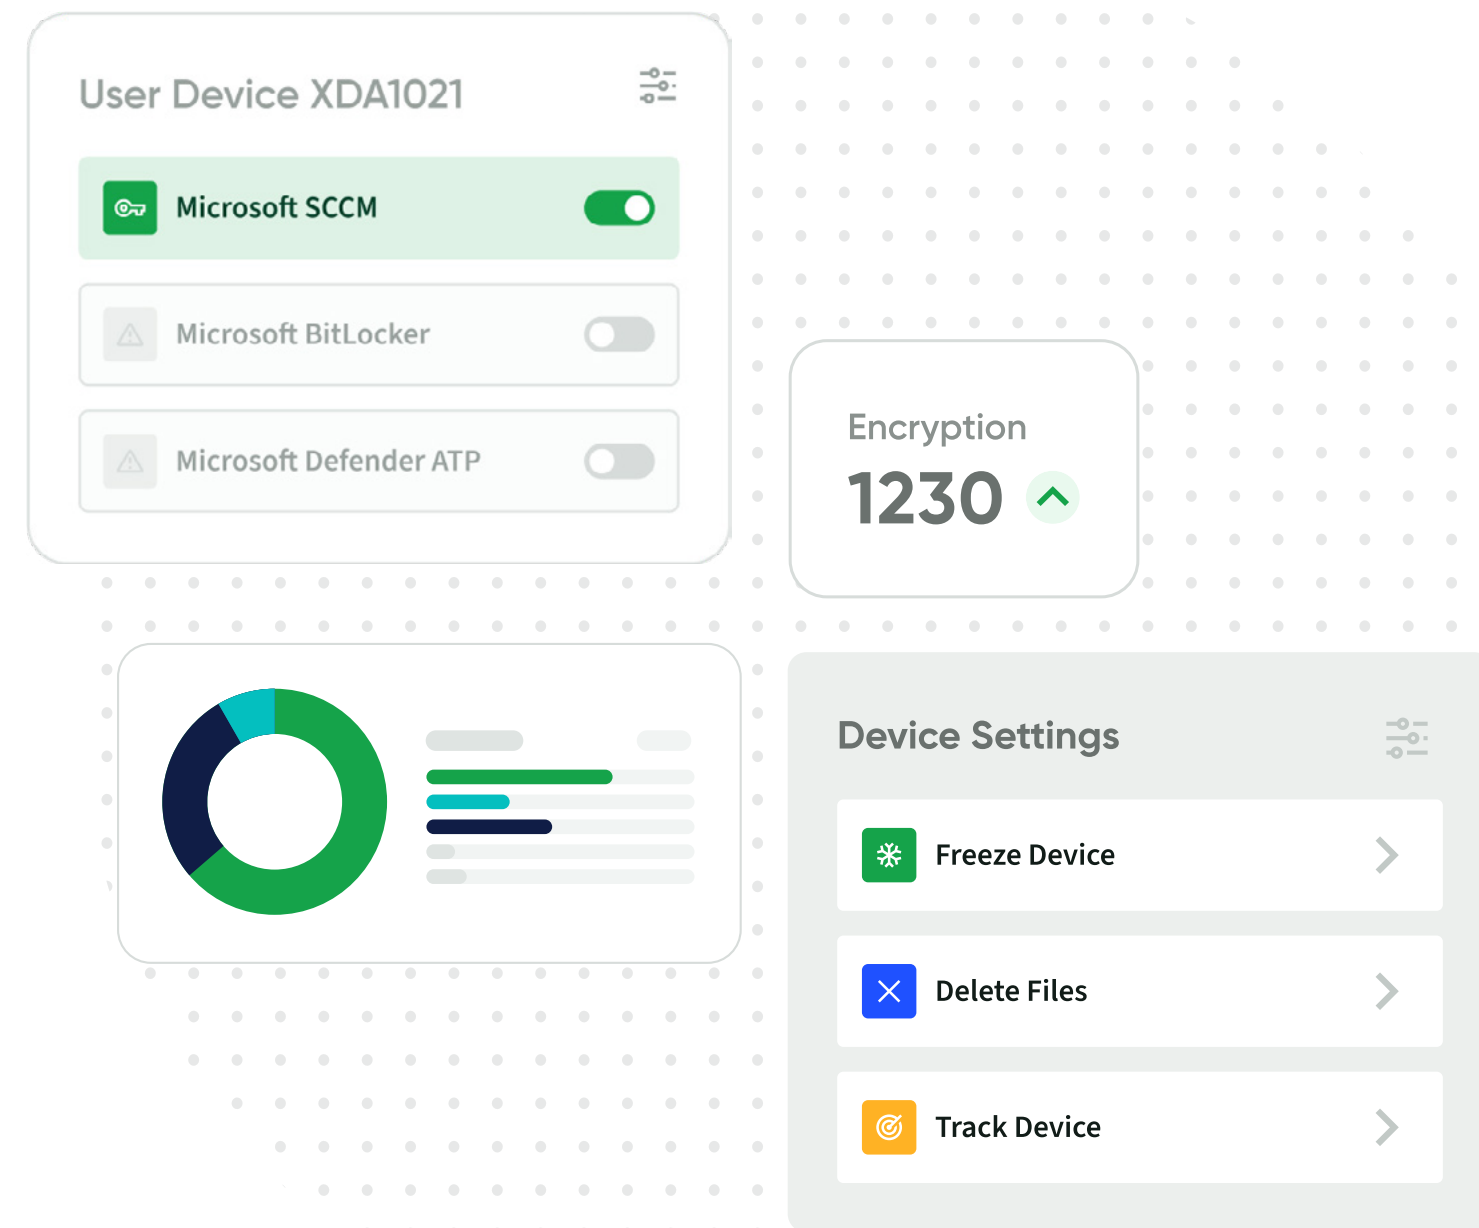 User Device XDA1021
Microsoft SCCM
Microsoft BitLocker
Microsoft Defender ATP
Encryption
1230
Device Settings
Freeze Device
Delete Files
Track Device